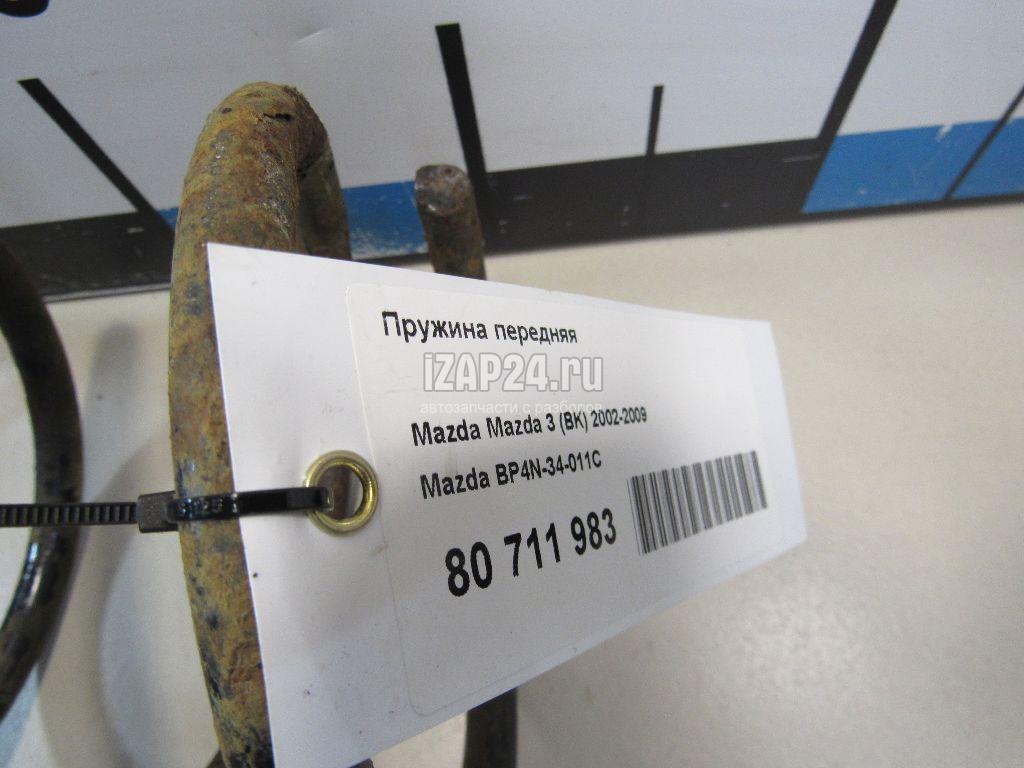 Пружина передняя
iZAP24.ru
автозапчасти с разборов
Mazda Mazda 3 (BK) 2002-2009
Mazda BP4N-34-011C
80 711 983